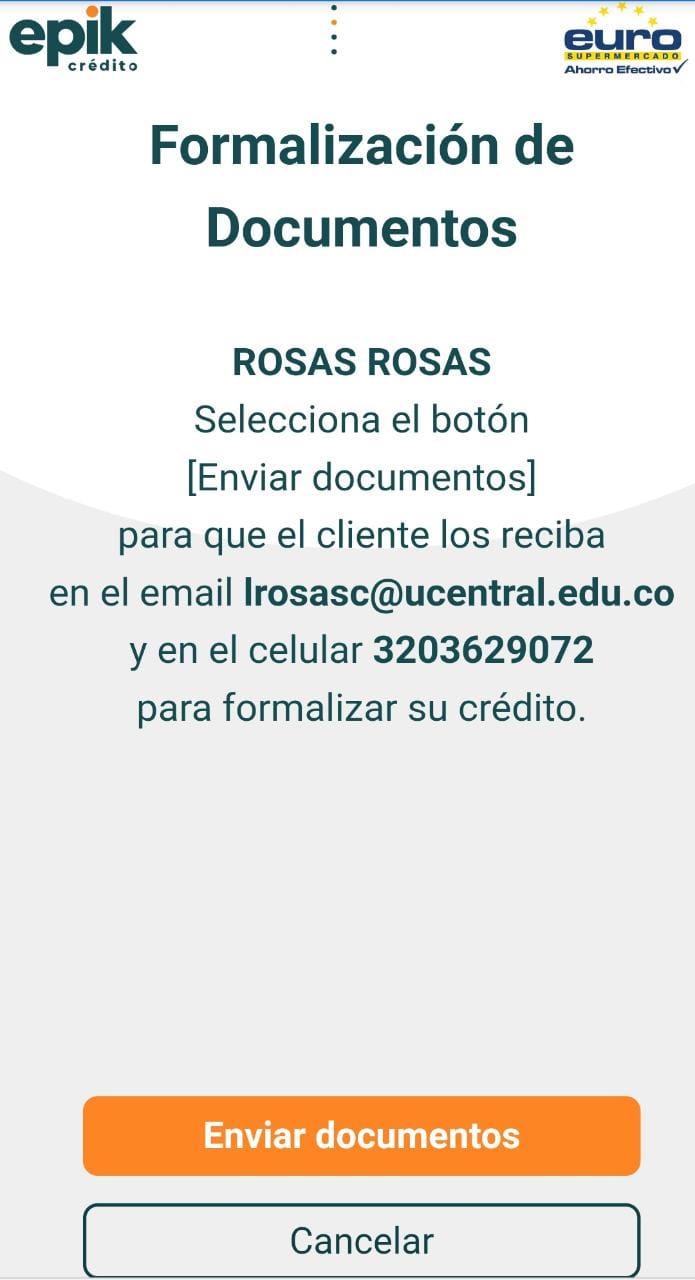 epik
crédito
euro
SUPERMERCADO
Ahorro Efectivo
Formalización de
Documentos
ROSAS ROSAS
Selecciona el botón
[Enviar documentos]
para que el cliente los reciba
en el email lrosasc@ucentral.edu.co
y en el celular 3203629072
para formalizar su crédito.
Enviar documentos
Cancelar